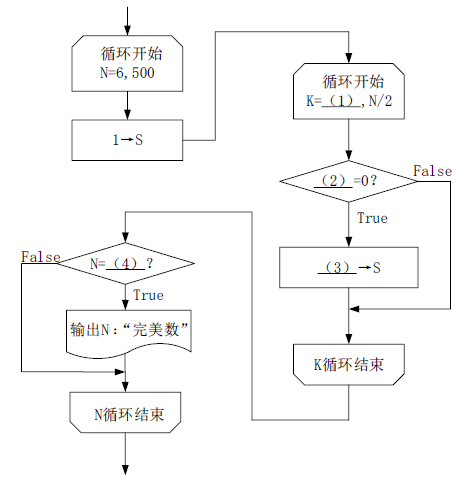 循环开始
N=6,500
1→S
循环开始
K=（1）,N/2
（2）=0？
False
True
（3）→S
K循环结束
N=（4）？
False
True
输出N：“完美数”
N循环结束